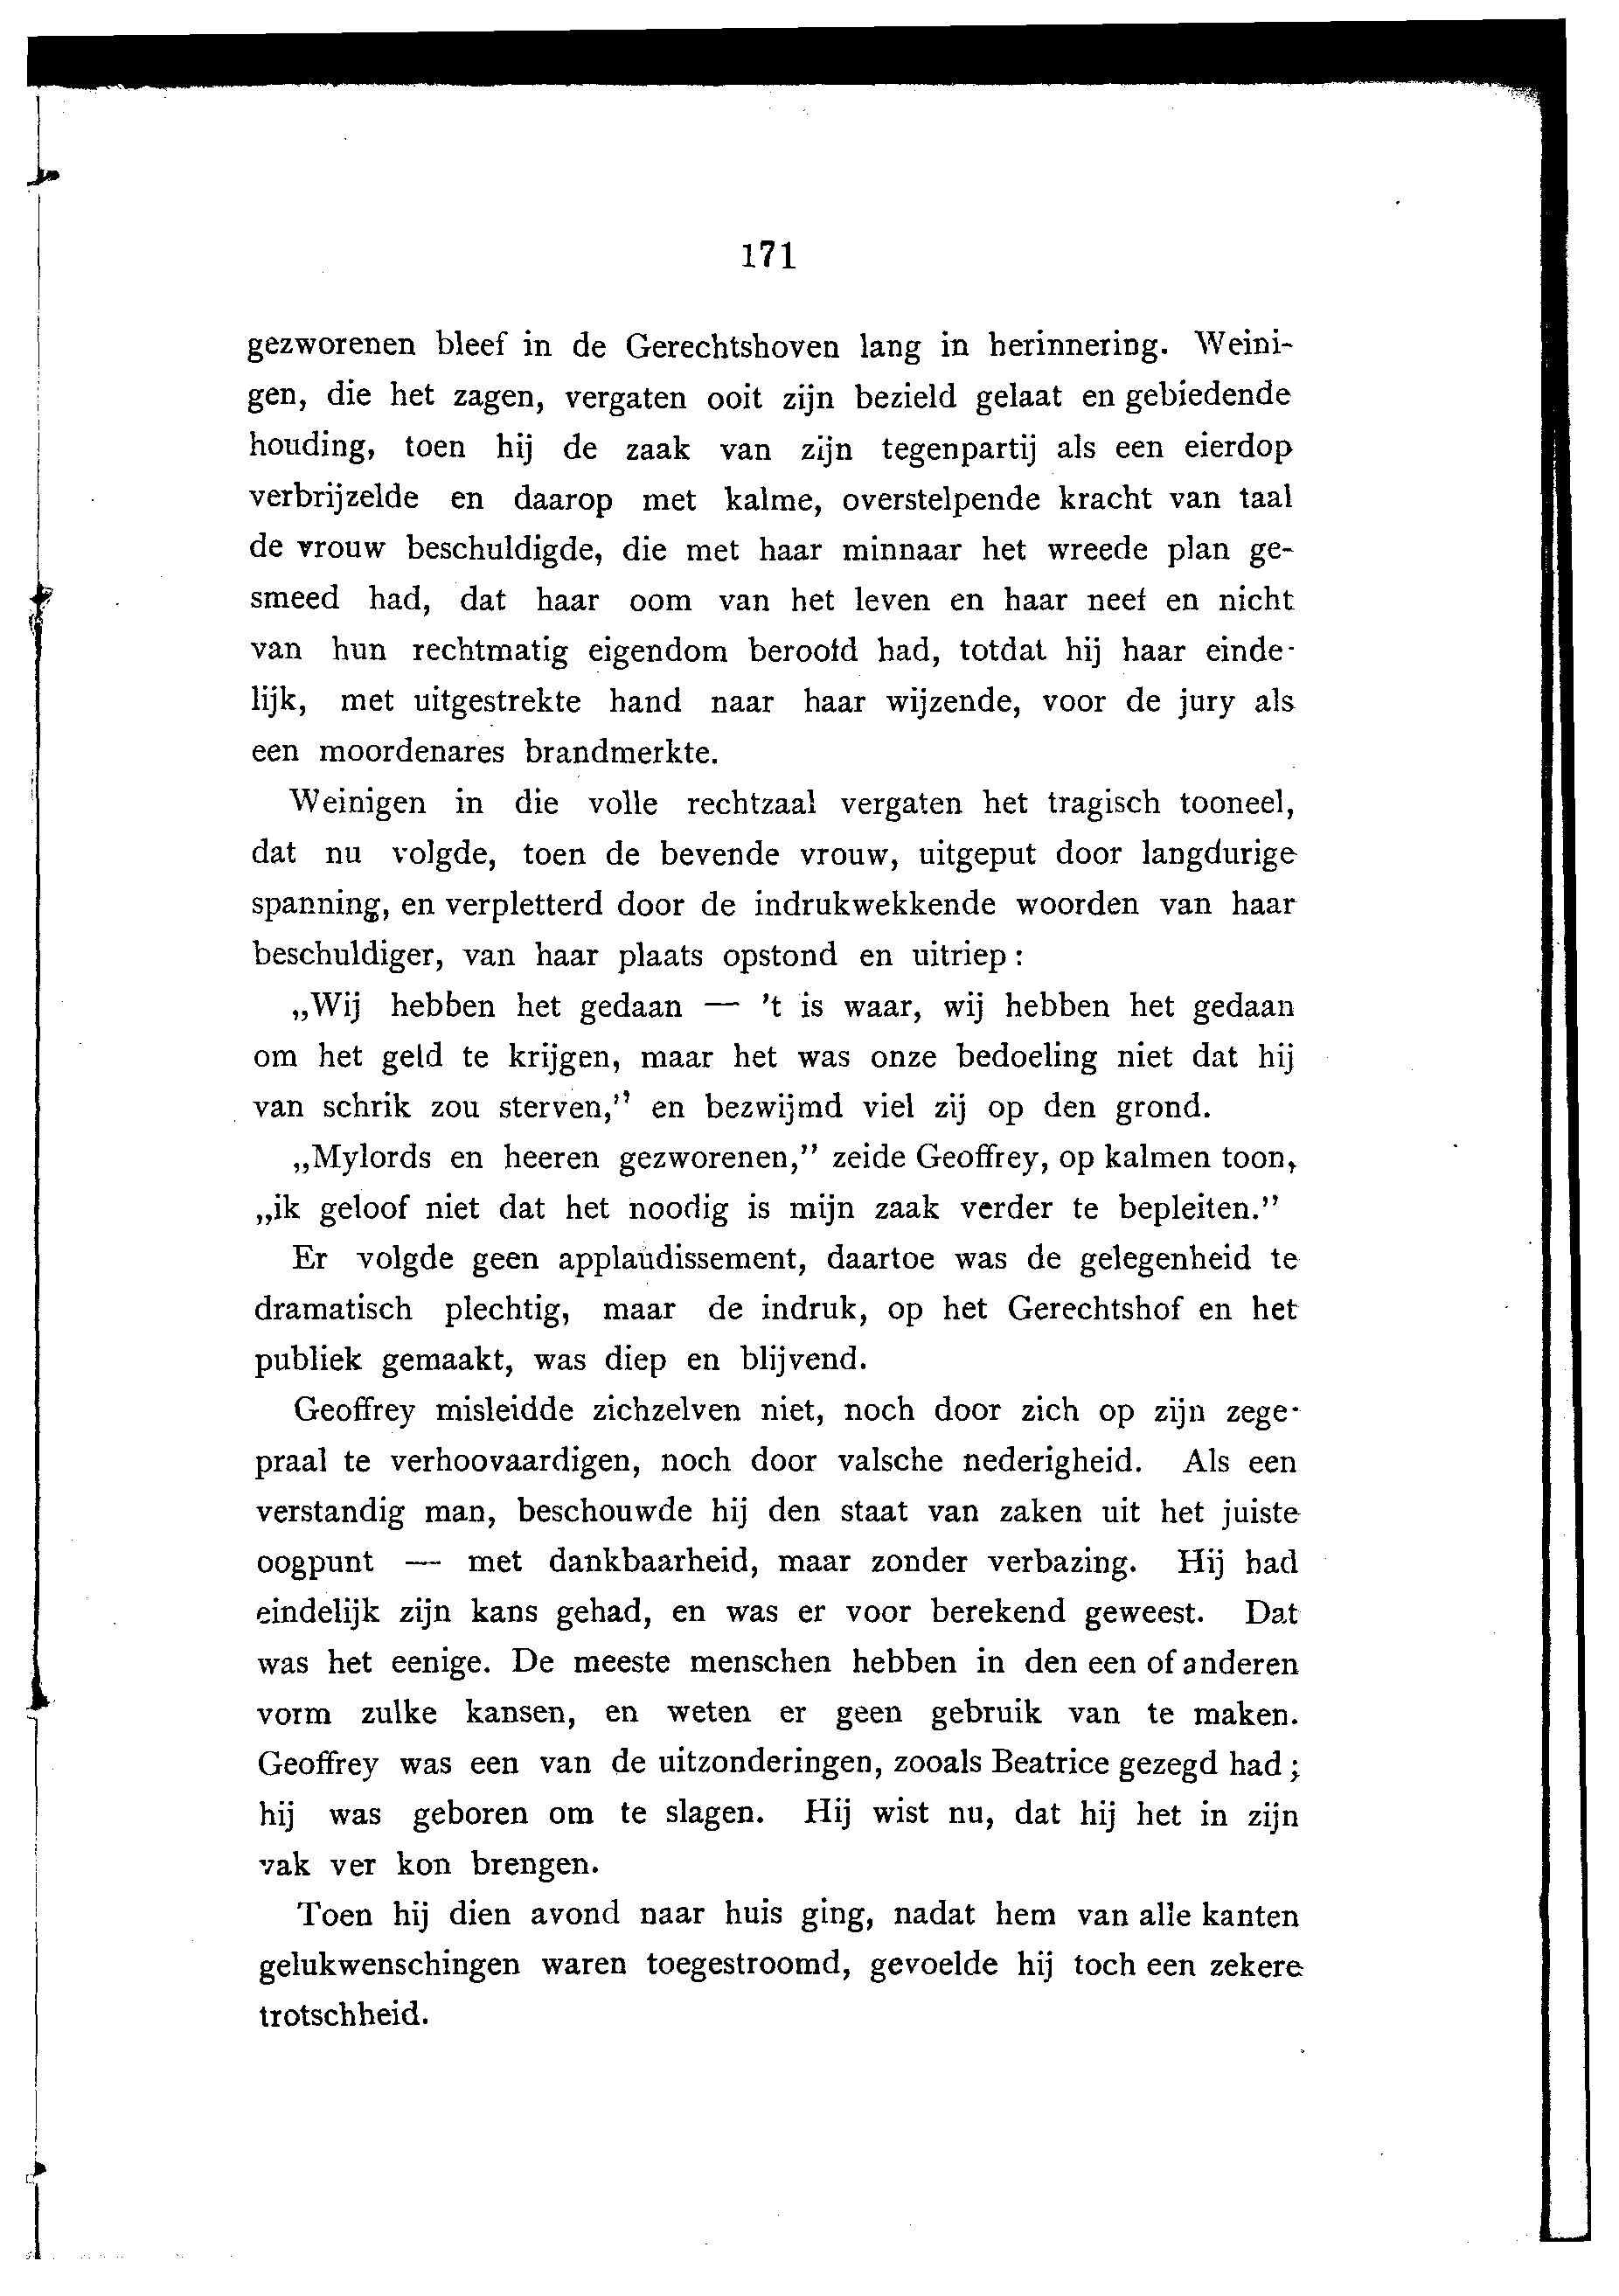 171
gezworenen bleef in de Gerechtshoven lang in herinnering. Weini-
gen, die het zagen, vergaten ooit zijn bezield gelaat en gebiedende
houding, toen hij de zaak van zijn tegenpartij als een eierdop
verbrijzelde en daarop met kalme, overstelpende kracht van taal
de vrouw beschuldigde, die met haar minnaar het wreede plan ge-
smeed had, dat haar oom van het leven en haar neef en nicht
van hun rechtmatig eigendom beroofd had, totdat hij haar einde-
lijk, met uitgestrekte hand naar haar wijzende, voor de jury als
een moordenares brandmerkte.
Weinigen in die volle rechtzaal vergaten het tragisch tooneel,
dat nu volgde, toen de bevende vrouw, uitgeput door langdurige
spanning, en verpletterd door de indrukwekkende woorden van haar
beschuldiger, van haar plaats opstond en uitriep:
„Wij hebben het gedaan — 't is waar, wij hebben het gedaan
om het geld te krijgen, maar het was onze bedoeling niet dat hij
van schrik zou sterven,” en bezwijmd viel zij op den grond.
„Mylords en heeren gezworenen,” zeide Geoffrey, op kalmen toon,
„ik geloof niet dat het noodig is mijn zaak verder te bepleiten.”
Er volgde geen applaudissement, daartoe was de gelegenheid te
dramatisch plechtig, maar de indruk, op het Gerechtshof en het
publiek gemaakt, was diep en blijvend.
Geoffrey misleidde zichzelven niet, noch door zich op zijn zege-
praal te verhoovaardigen, noch door valsche nederigheid. Als een
verstandig man, beschouwde hij den staat van zaken uit het juiste
oogpunt — met dankbaarheid, maar zonder verbazing. Hij had
eindelijk zijn kans gehad, en was er voor berekend geweest. Dat
was het eenige. De meeste menschen hebben in den een of anderen
vorm zulke kansen, en weten er geen gebruik van te maken.
Geoffrey was een van de uitzonderingen, zooals Beatrice gezegd had;
hij was geboren om te slagen. Hij wist nu, dat hij het in zijn
vak ver kon brengen.
Toen hij dien avond naar huis ging, nadat hem van alle kanten
gelukwenschingen waren toegestroomd, gevoelde hij toch een zekere
trotschheid.